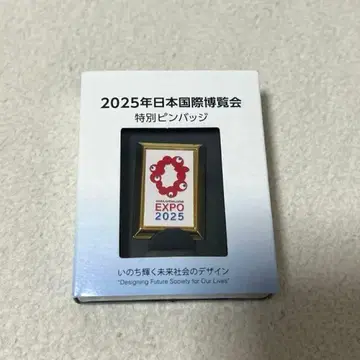 2025年日本国際博覧会
特別ピンバッジ
EXPO
2025
いのち輝く未来社会のデザイン
"Designing Future Society for Our Lives"